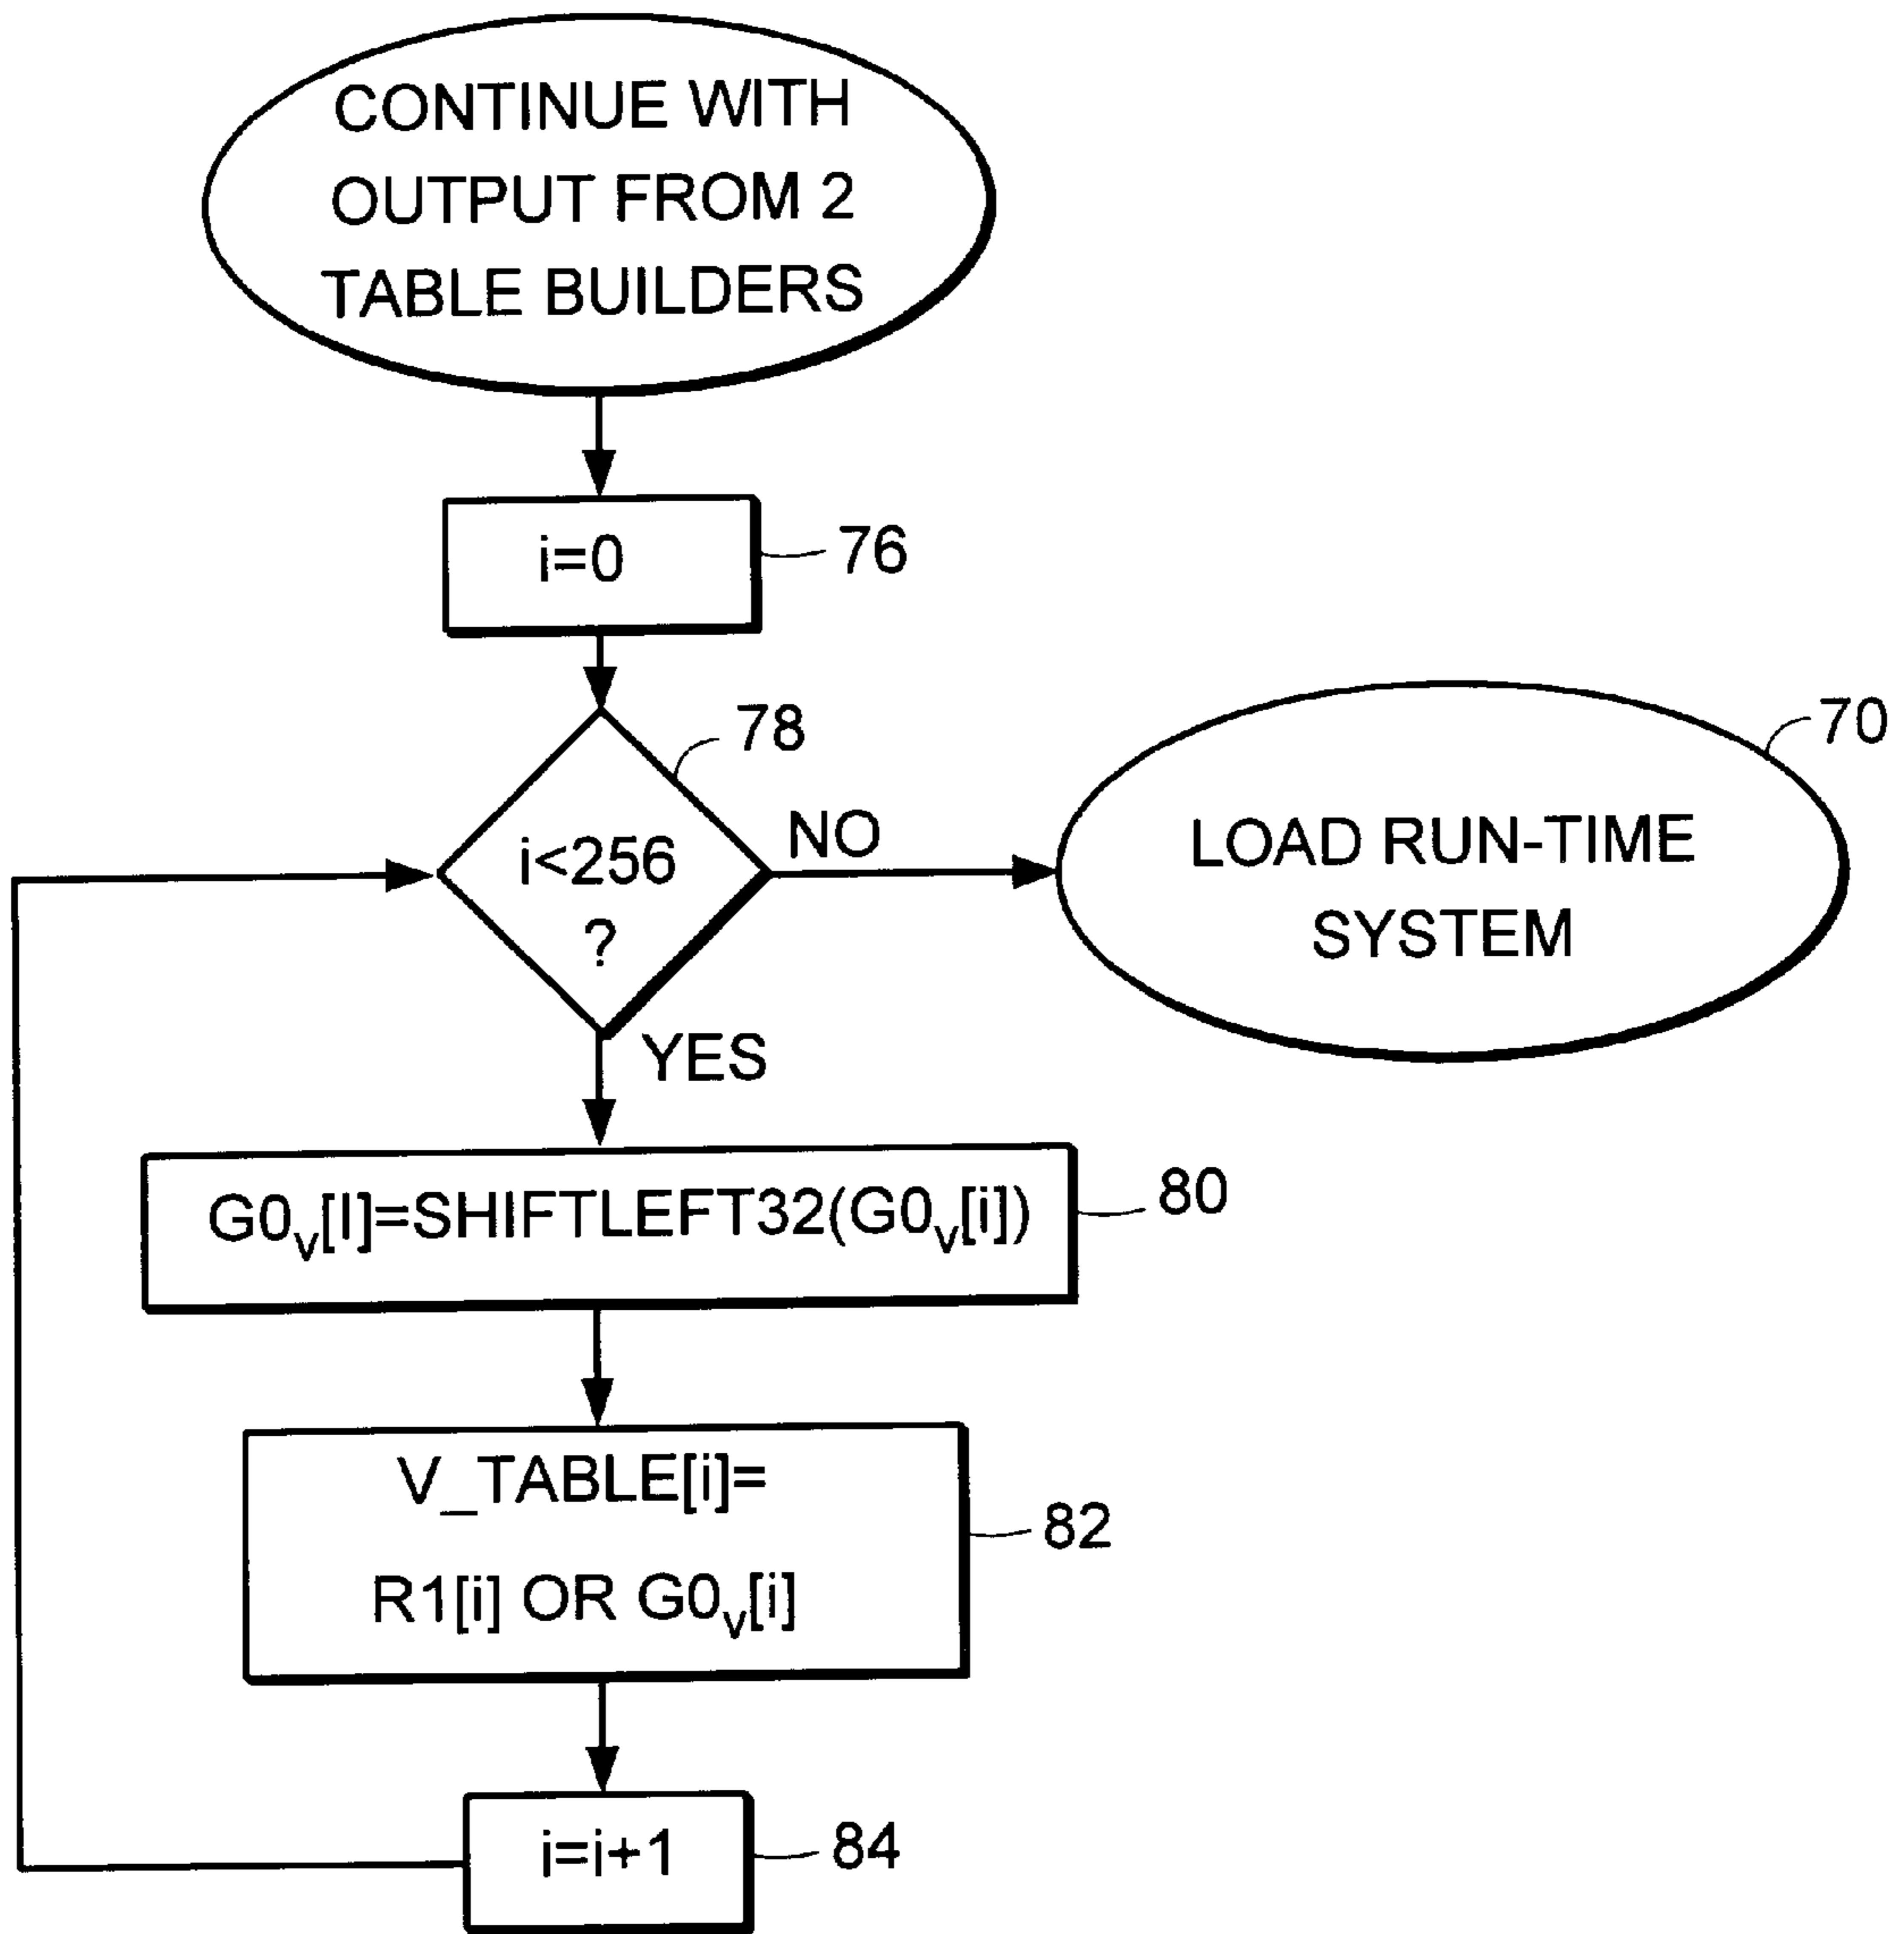 CONTINUE WITH
OUTPUT FROM 2
TABLE BUILDERS
i=0
76
78
i<256
?
NO
70
LOAD RUN-TIME
SYSTEM
YES
G0v[I]=SHIFTLEFT32(G0v[i])
80
V_TABLE[i]=
R1[i] OR G0v[i]
82
i=i+1
84